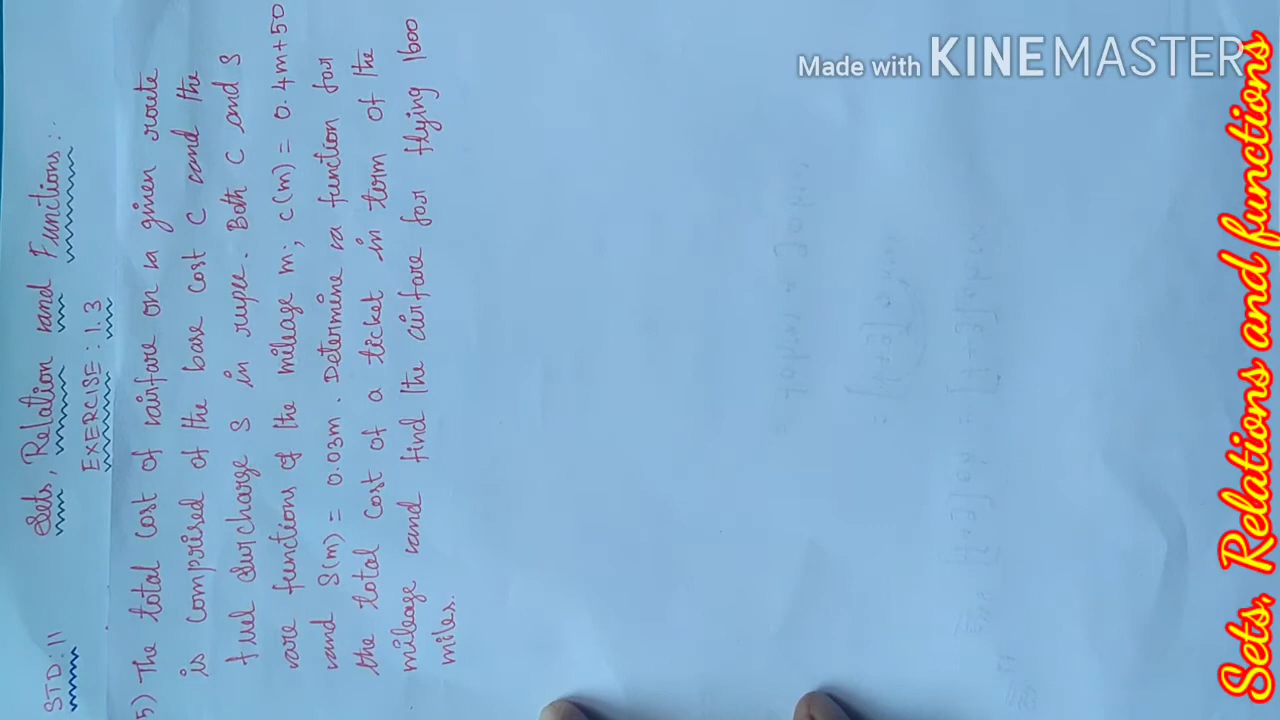 STD: 11 Sets, Relation and Functions:
EXERCISE: 1.3
5) The total cost of airfare on a given route
is comprised of the base cost C and the
fuel surcharge S in rupee. Both C and S
are functions of the mileage m; C(m) = 0.4m+50
and S(m) = 0.03m. Determine a function for
the total cost of a ticket in term of the
mileage and find the airfare for flying 1600
miles.
Made with KINEMASTER
Sets, Relations and functions